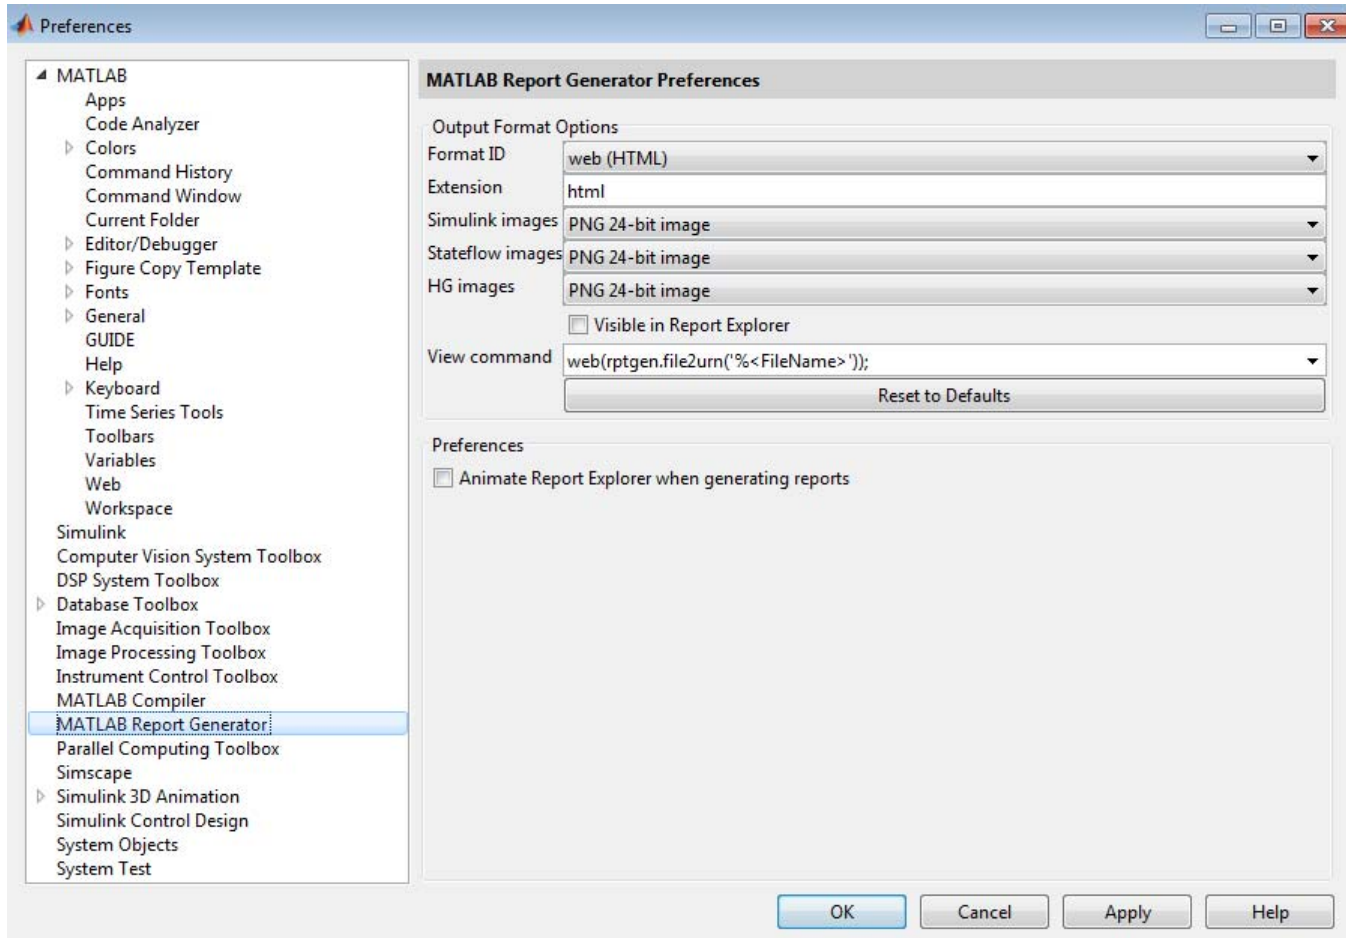 Preferences
MATLAB
Apps
Code Analyzer
Colors
Command History
Command Window
Current Folder
Editor/Debugger
Figure Copy Template
Fonts
General
GUIDE
Help
Keyboard
Time Series Tools
Toolbars
Variables
Web
Workspace
Simulink
Computer Vision System Toolbox
DSP System Toolbox
Database Toolbox
Image Acquisition Toolbox
Image Processing Toolbox
Instrument Control Toolbox
MATLAB Compiler
MATLAB Report Generator
Parallel Computing Toolbox
Simscape
Simulink 3D Animation
Simulink Control Design
System Objects
System Test
MATLAB Report Generator Preferences
Output Format Options
Format ID web (HTML)
Extension html
Simulink images PNG 24-bit image
Stateflow images PNG 24-bit image
HG images PNG 24-bit image
Visible in Report Explorer
View command web(rptgen.file2urn('%<FileName>'));
Reset to Defaults
Preferences
Animate Report Explorer when generating reports
OK Cancel Apply Help